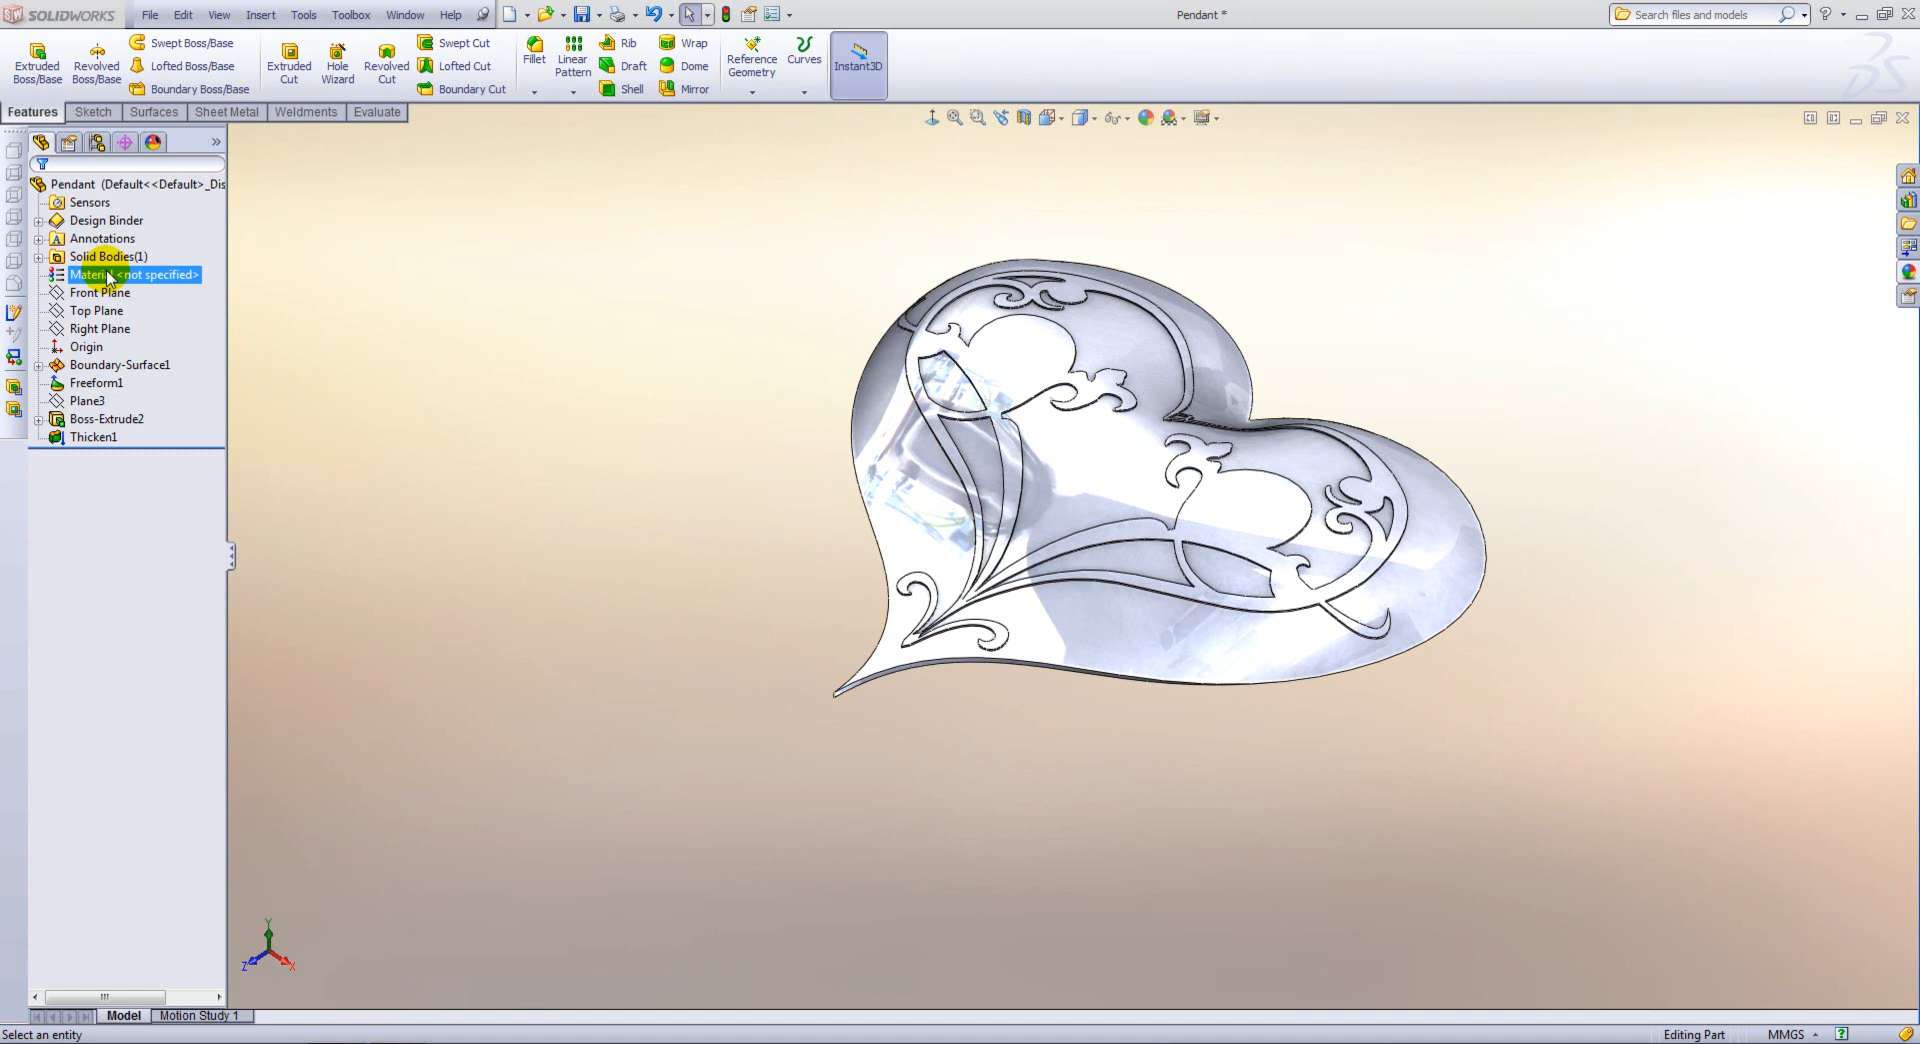 SOLIDWORKS File Edit View Insert Tools Toolbox Window Help Pendant * Search files and models ?
Extruded Boss/Base
Revolved Boss/Base
Swept Boss/Base
Lofted Boss/Base
Boundary Boss/Base
Extruded Cut
Hole Wizard
Revolved Cut
Swept Cut
Lofted Cut
Boundary Cut
Fillet
Linear Pattern
Rib
Draft
Shell
Wrap
Dome
Mirror
Reference Geometry
Curves
Instant3D
Features Sketch Surfaces Sheet Metal Weldments Evaluate
Pendant (Default<<Default>_Dis
Sensors
Design Binder
Annotations
Solid Bodies(1)
Material <not specified>
Front Plane
Top Plane
Right Plane
Origin
Boundary-Surface1
Freeform1
Plane3
Boss-Extrude2
Thicken1
Y
Z
X
Model Motion Study 1
Select an entity Editing Part MMGS ?